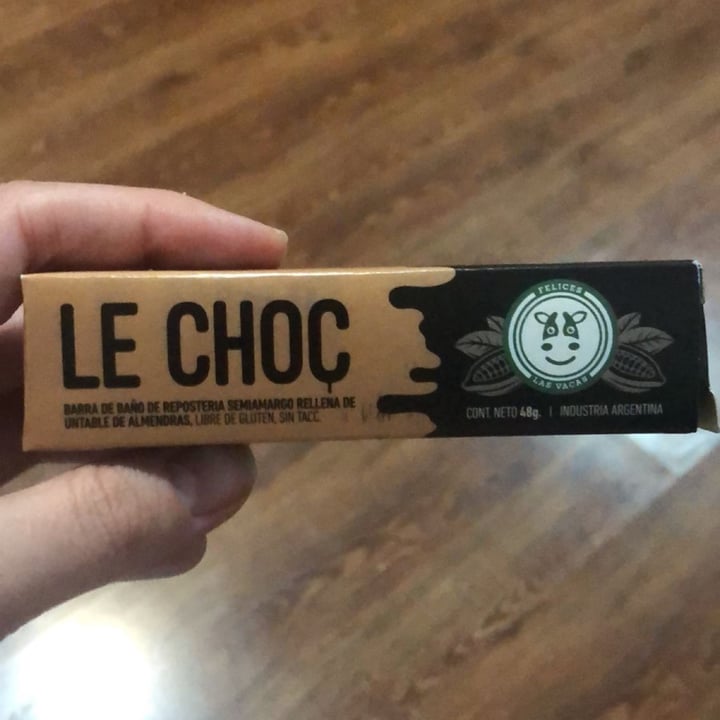 LE CHOÇ
BARRA DE BAÑO DE REPOSTERIA SEMIAMARGO RELLENA DE
UNTABLE DE ALMENDRAS, LIBRE DE GLUTEN, SIN TACC.
FELICES
LAS VACAS
CONT. NETO 48g. | INDUSTRIA ARGENTINA